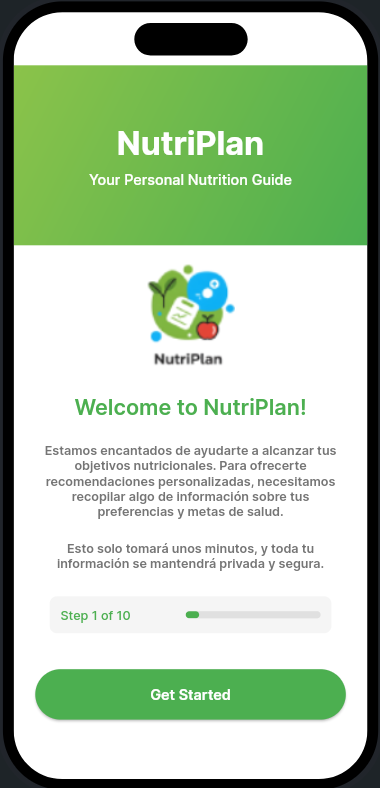 NutriPlan
Your Personal Nutrition Guide
NutriPlan
Welcome to NutriPlan!
Estamos encantados de ayudarte a alcanzar tus
objetivos nutricionales. Para ofrecerte
recomendaciones personalizadas, necesitamos
recopilar algo de información sobre tus
preferencias y metas de salud.
Esto solo tomará unos minutos, y toda tu
información se mantendrá privada y segura.
Step 1 of 10
Get Started